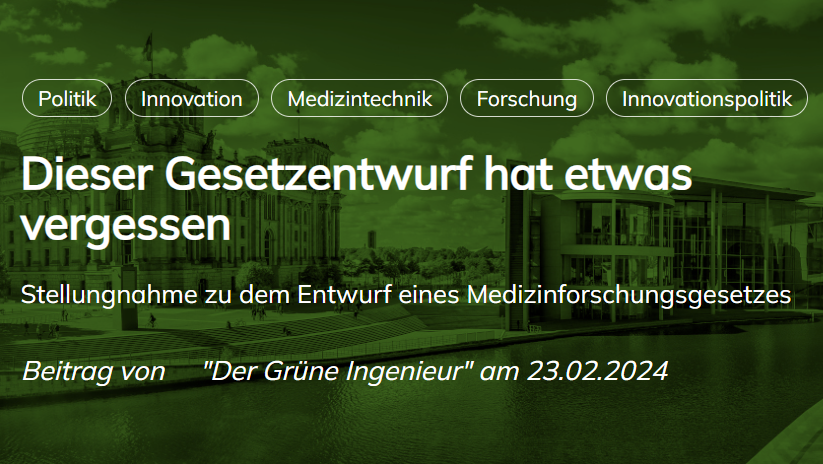 Politik Innovation Medizintechnik Forschung Innovationspolitik
Dieser Gesetzentwurf hat etwas
vergessen
Stellungnahme zu dem Entwurf eines Medizinforschungsgesetzes
Beitrag von "Der Grüne Ingenieur" am 23.02.2024